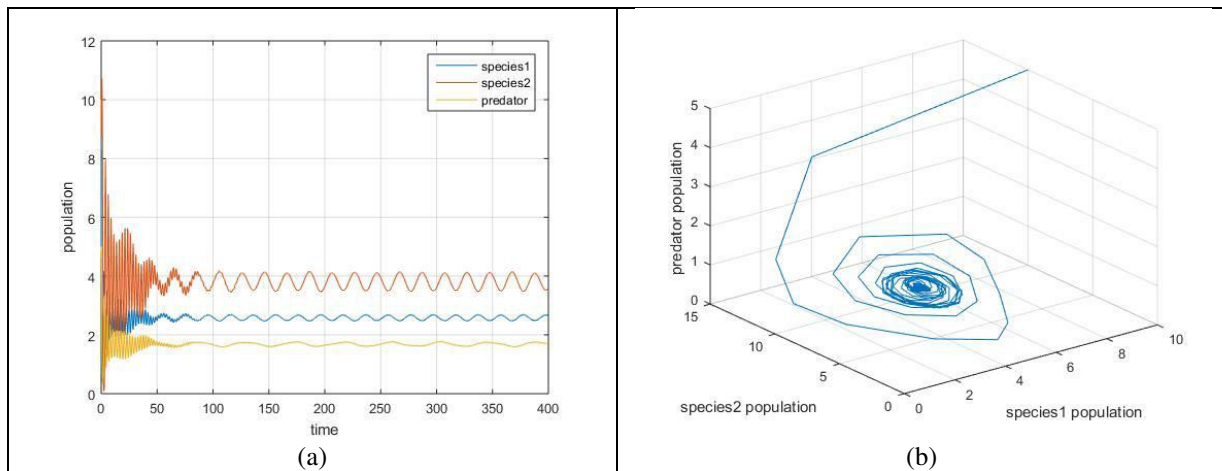 12
10
8
6
4
2
0
population
species1
species2
predator
0 50 100 150 200 250 300 350 400
time
(a)
5
4
3
2
1
0
predator population
15
10
5
0
species2 population
0
2
4
6
8
10
species1 population
(b)